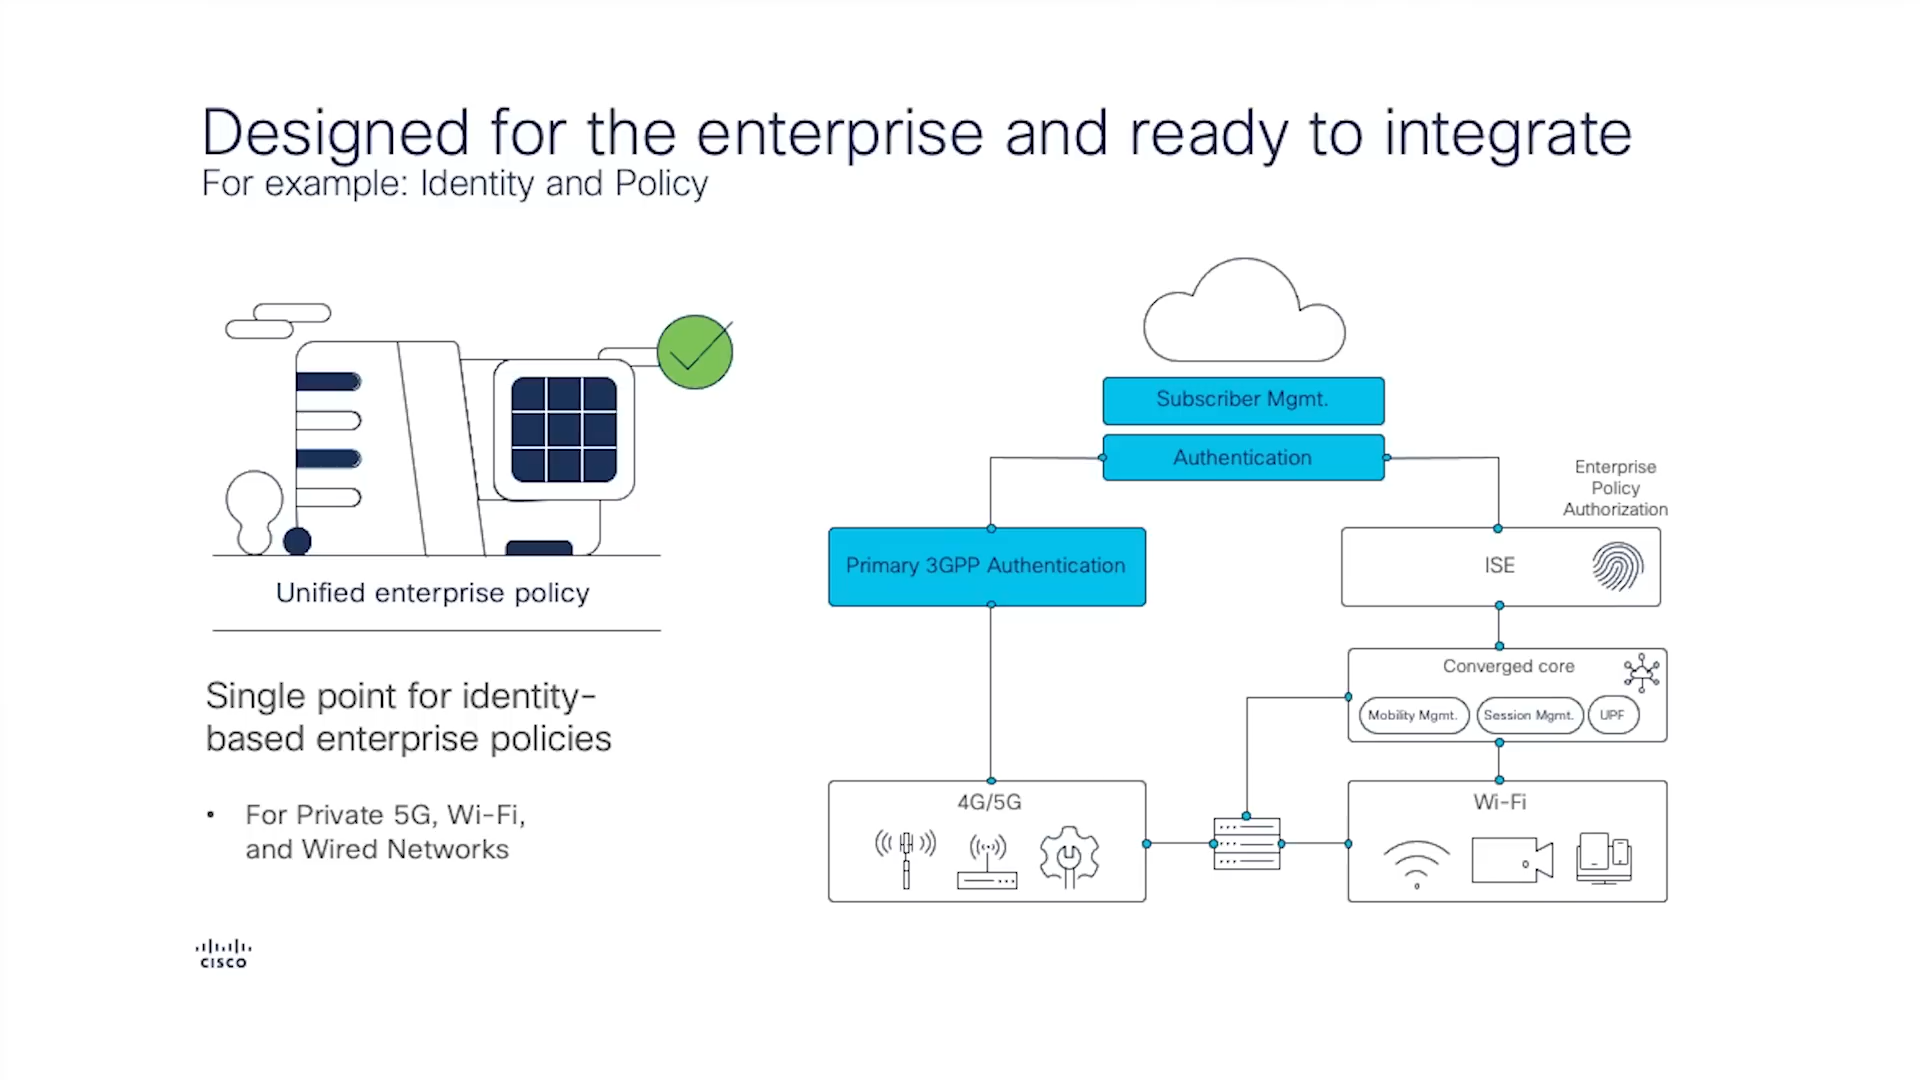 Designed for the enterprise and ready to integrate
For example: Identity and Policy
Unified enterprise policy
Single point for identity-
based enterprise policies
• For Private 5G, Wi-Fi,
and Wired Networks
Subscriber Mgmt.
Authentication
Enterprise
Policy
Authorization
Primary 3GPP Authentication
ISE
Converged core
Mobility Mgmt.
Session Mgmt.
UPF
4G/5G
Wi-Fi
CISCO